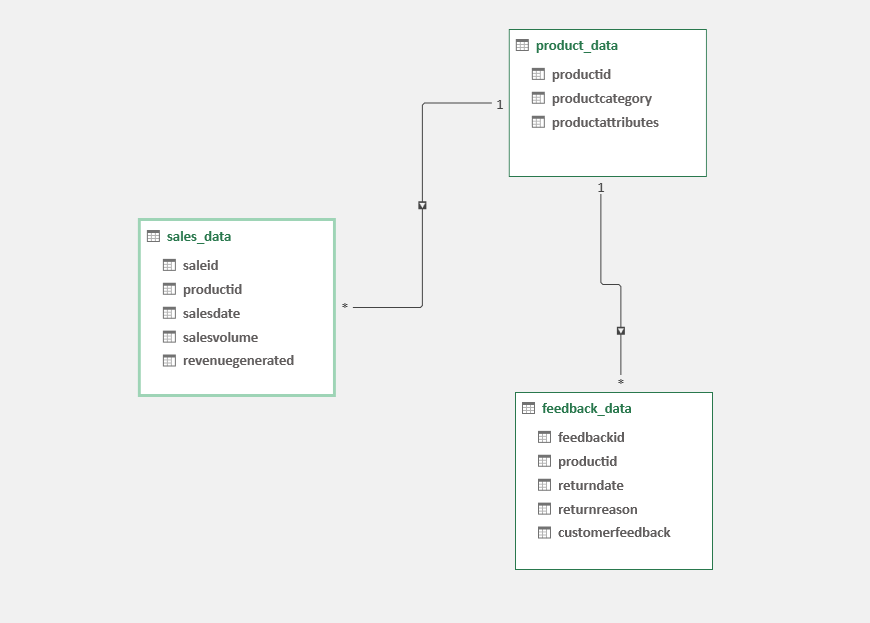 product_data
productid
productcategory
productattributes
1
1
sales_data
saleid
productid
salesdate
salesvolume
revenuegenerated
*
*
feedback_data
feedbackid
productid
returndate
returnreason
customerfeedback